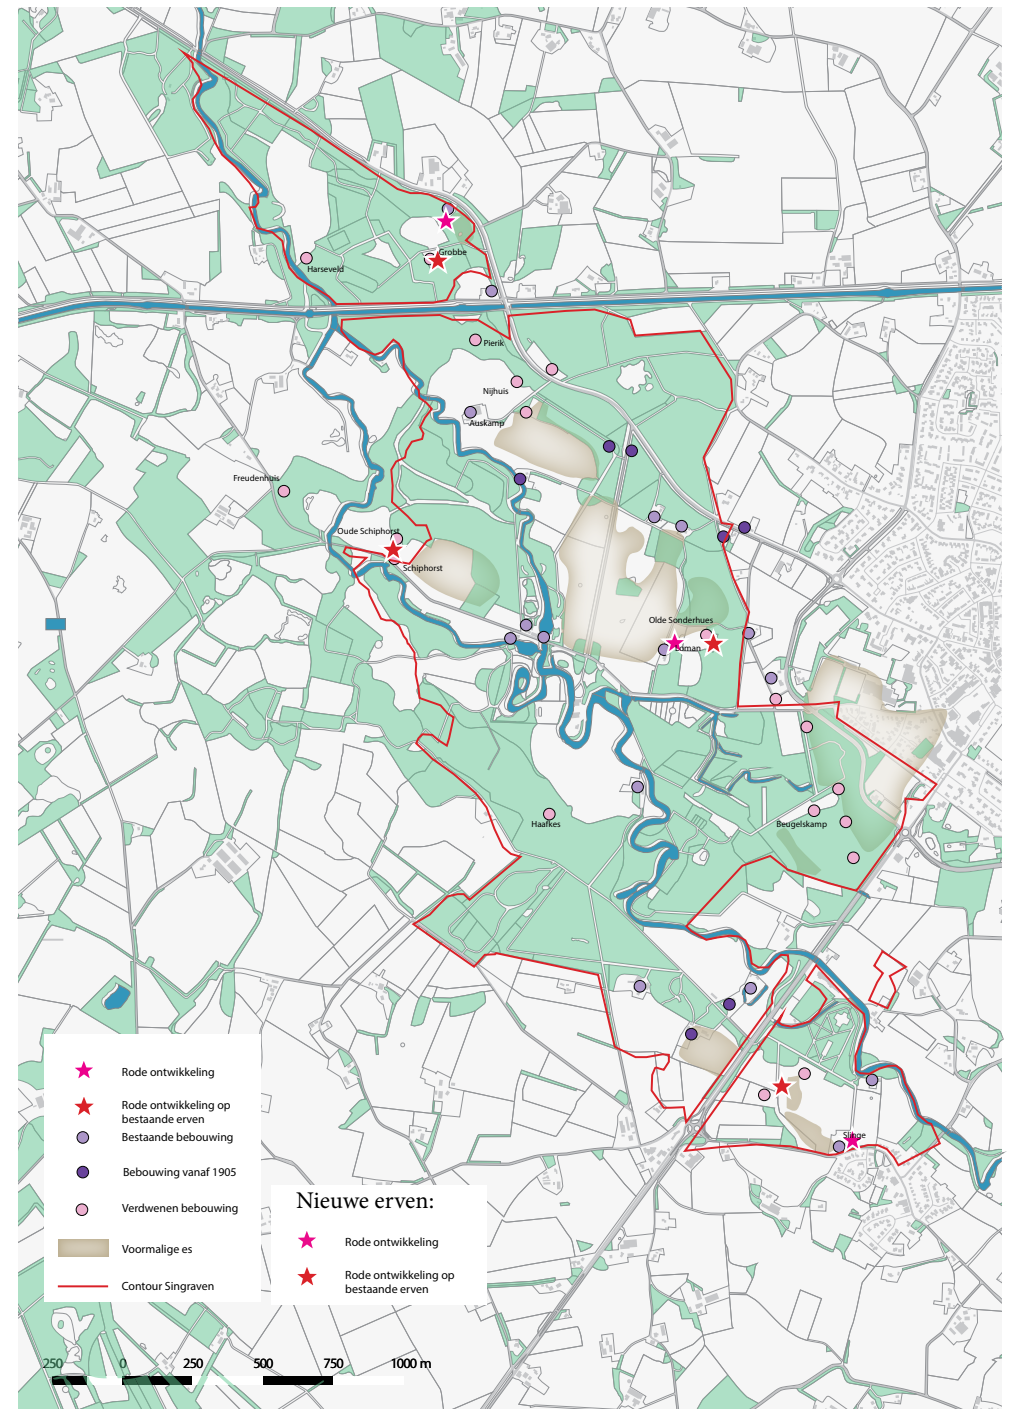 Grobbe
Harseveld
Pierik
Nijhuis
Auskamp
Freudenhuis
Oude Schiphorst
Schiphorst
Olde Sonderhues
Haafkes
Beugelskamp
Slinge
Rode ontwikkeling
Rode ontwikkeling op
bestaande erven
Bestaande bebouwing
Bebouwing vanaf 1905
Verdwenen bebouwing
Voormalige es
Contour Singraven
Nieuwe erven:
Rode ontwikkeling
Rode ontwikkeling op
bestaande erven
250 0 250 500 750 1000 m